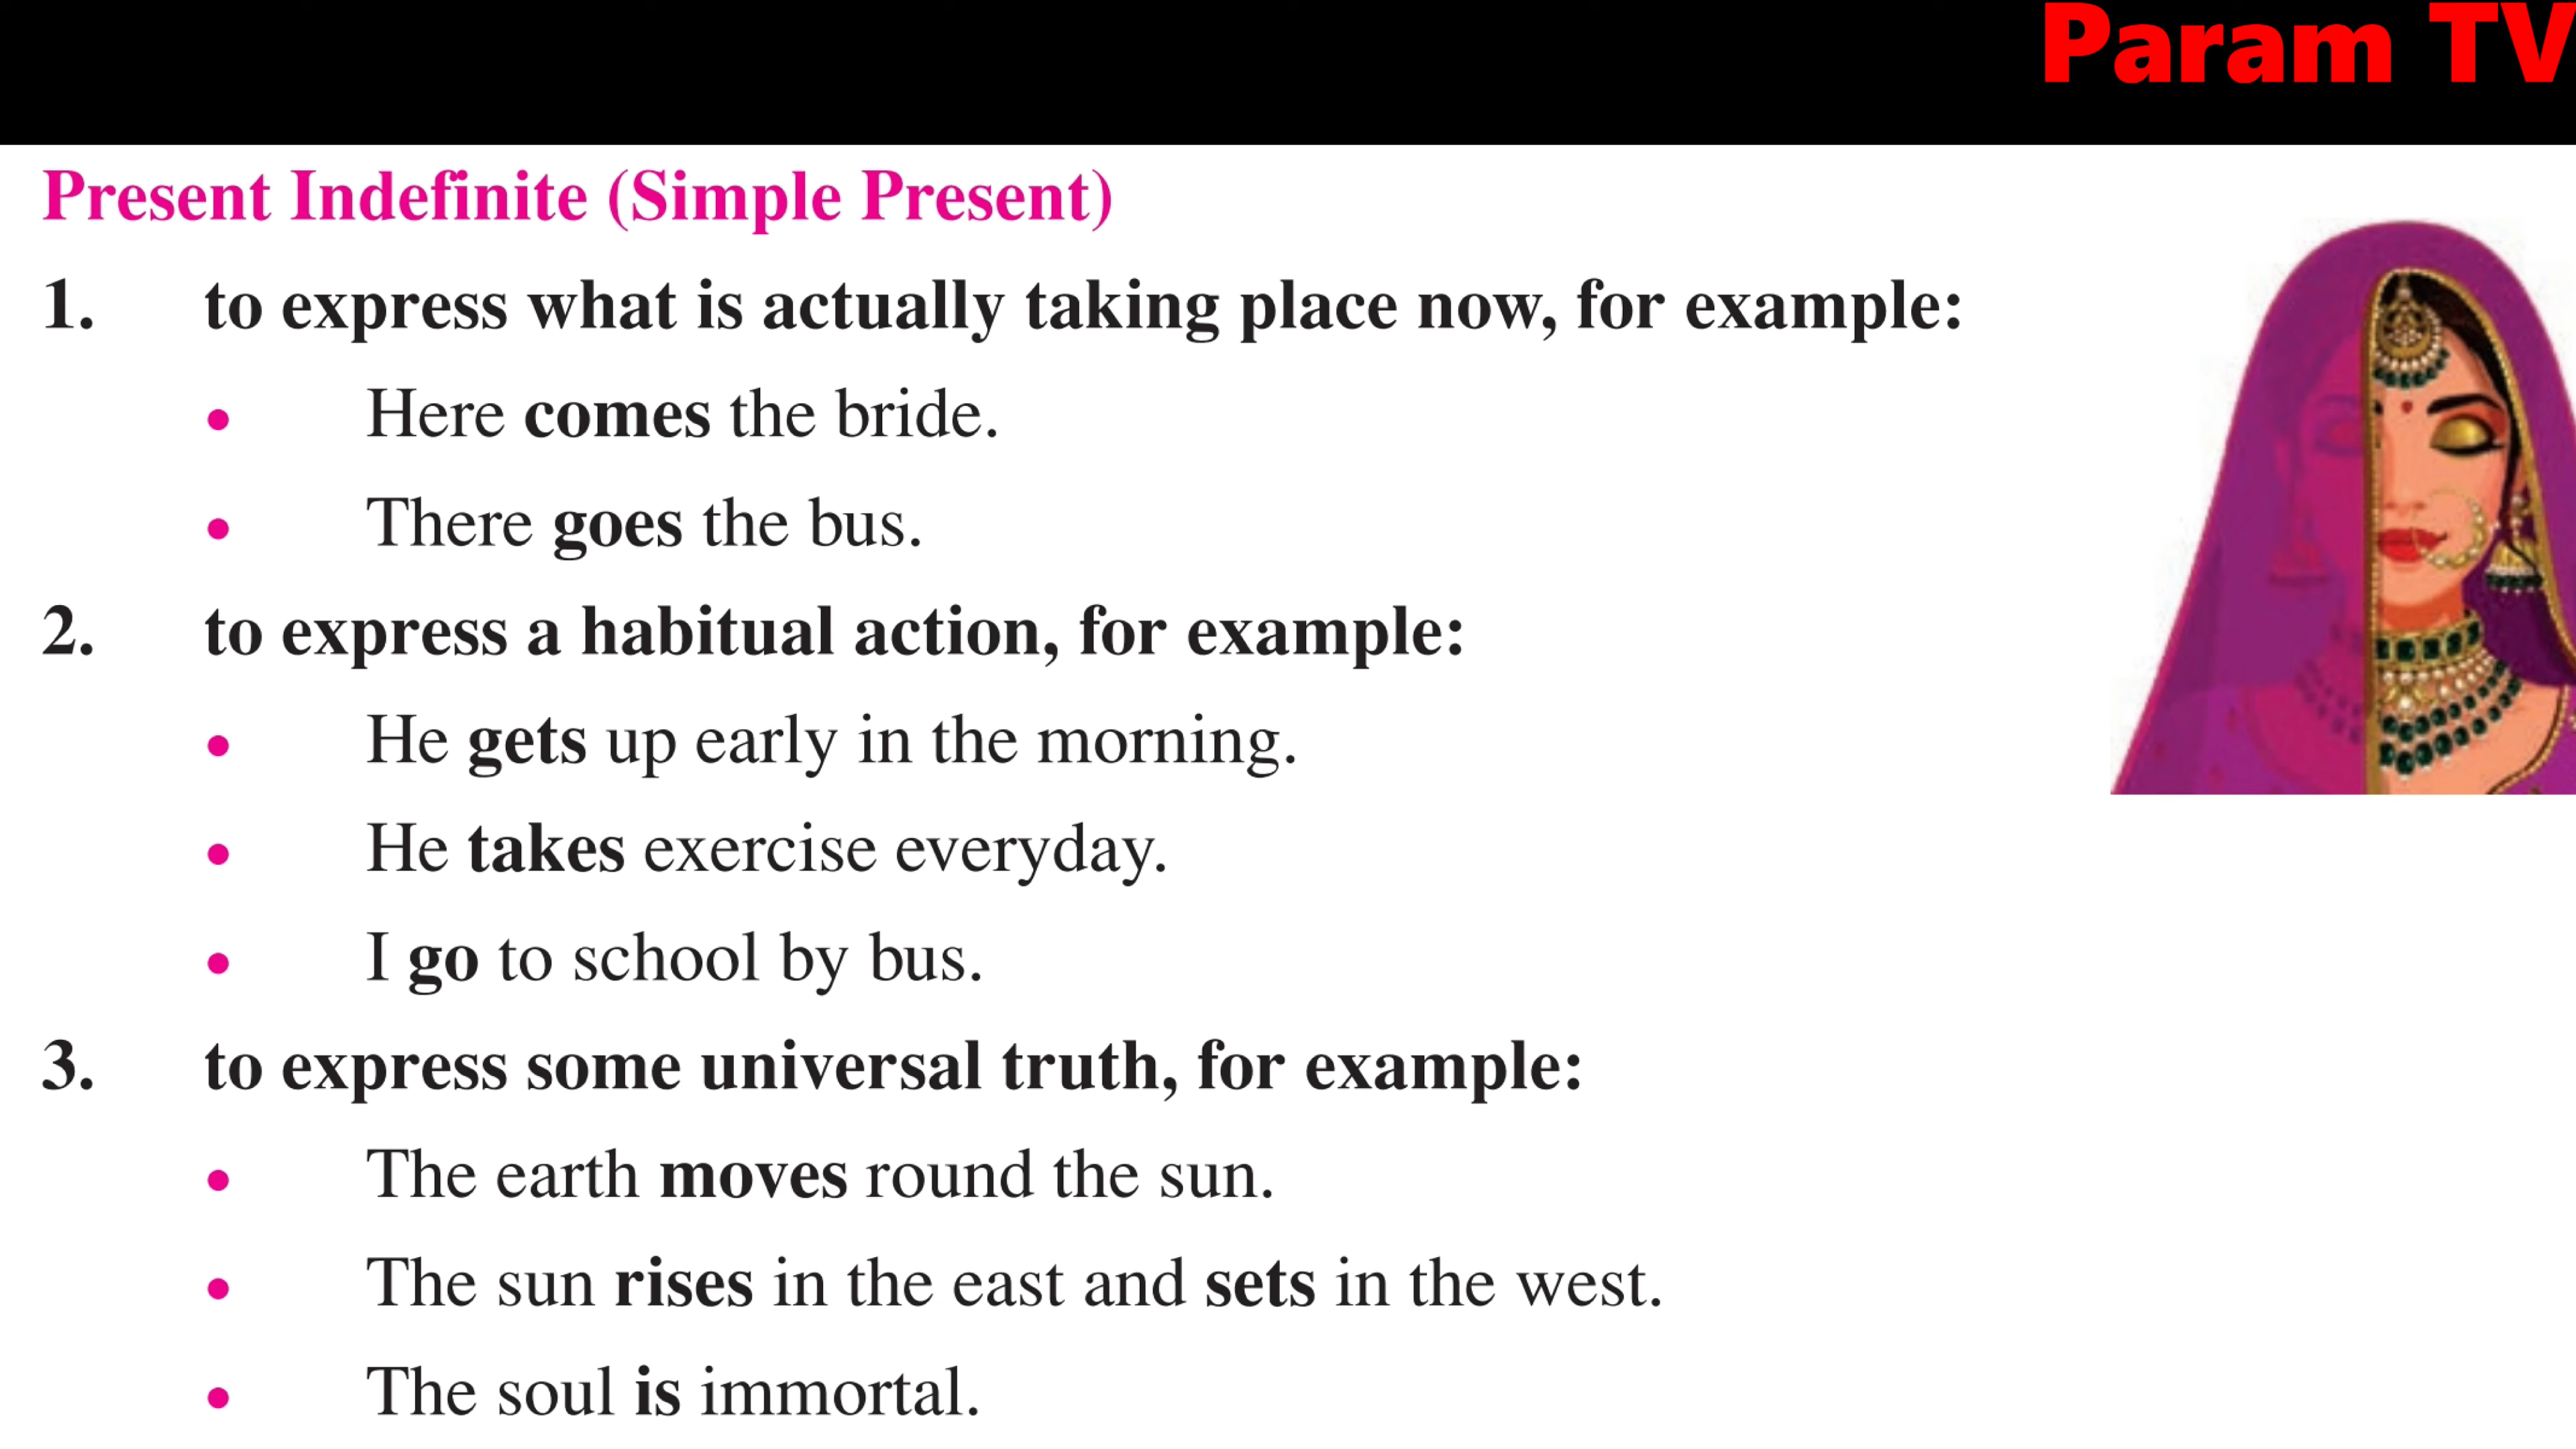 Param TV
Present Indefinite (Simple Present)
1. to express what is actually taking place now, for example:
• Here comes the bride.
• There goes the bus.
2. to express a habitual action, for example:
• He gets up early in the morning.
• He takes exercise everyday.
• I go to school by bus.
3. to express some universal truth, for example:
• The earth moves round the sun.
• The sun rises in the east and sets in the west.
• The soul is immortal.